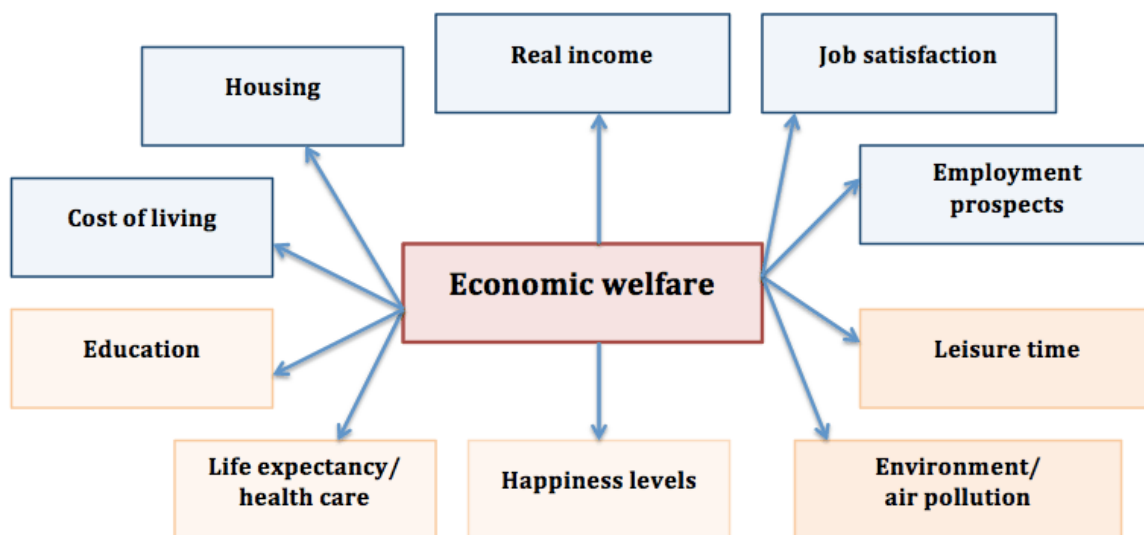 Real income
Job satisfaction
Housing
Employment
prospects
Cost of living
Economic welfare
Education
Leisure time
Life expectancy/
health care
Happiness levels
Environment/
air pollution